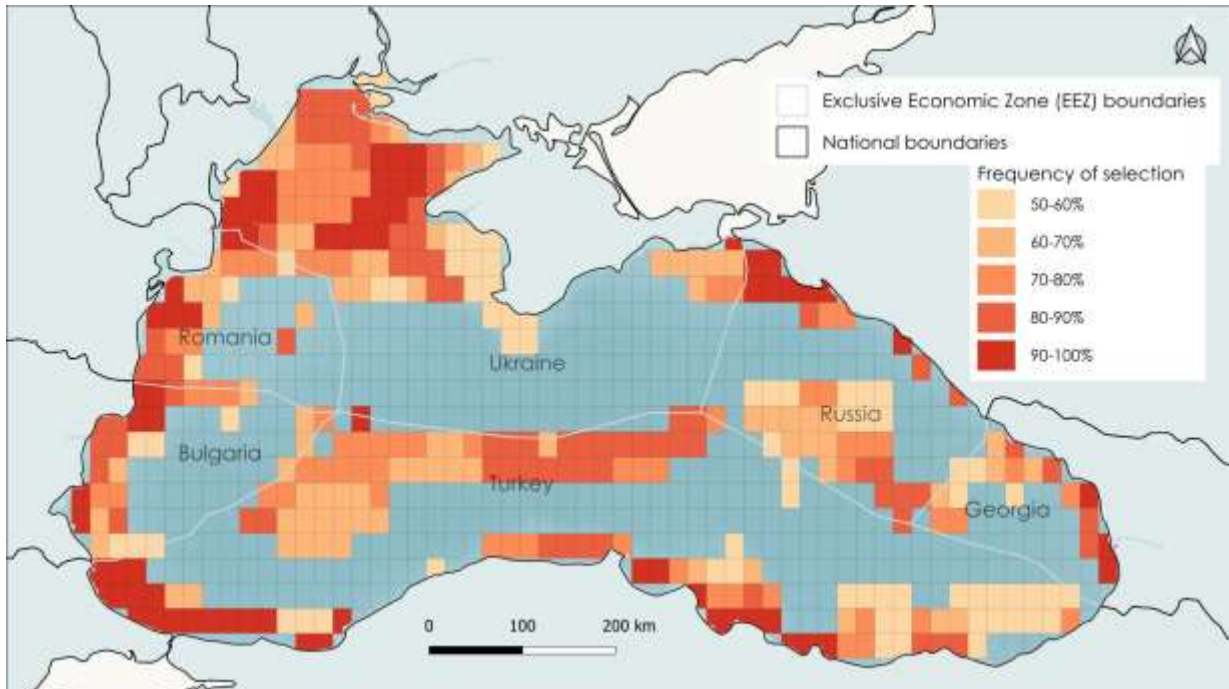 Exclusive Economic Zone (EEZ) boundaries
National boundaries
Frequency of selection
50-60%
60-70%
70-80%
80-90%
90-100%
Romania
Ukraine
Russia
Bulgaria
Turkey
Georgia
0 100 200 km